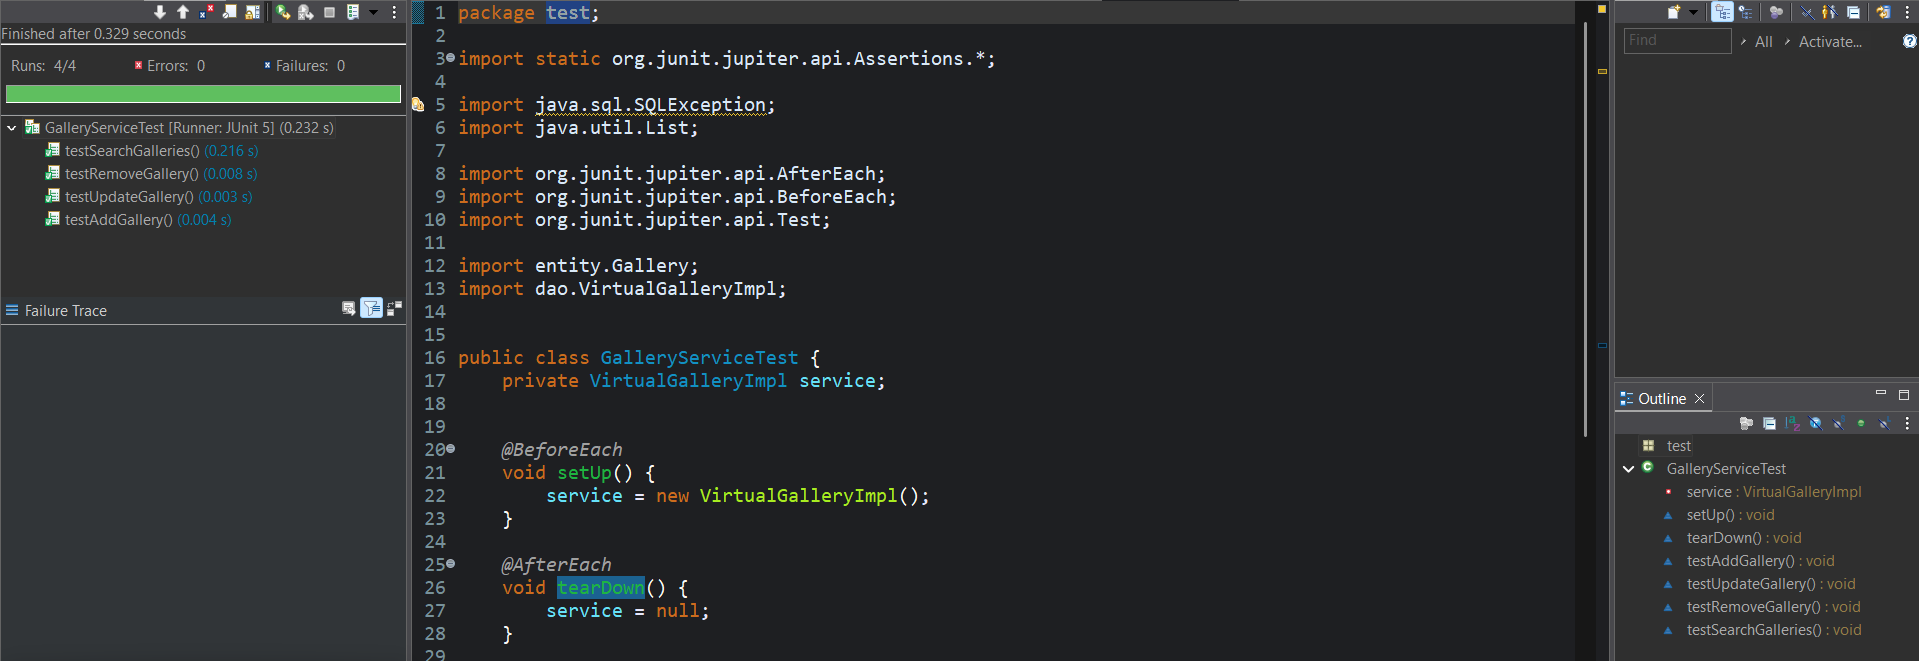 Finished after 0.329 seconds
Runs: 4/4 Errors: 0 Failures: 0
GalleryServiceTest [Runner: JUnit 5] (0.232 s)
testSearchGalleries() (0.216 s)
testRemoveGallery() (0.008 s)
testUpdateGallery() (0.003 s)
testAddGallery() (0.004 s)
Failure Trace
1 package test;
2
3 import static org.junit.jupiter.api.Assertions.*;
4
5 import java.sql.SQLException;
6 import java.util.List;
7
8 import org.junit.jupiter.api.AfterEach;
9 import org.junit.jupiter.api.BeforeEach;
10 import org.junit.jupiter.api.Test;
11
12 import entity.Gallery;
13 import dao.VirtualGalleryImpl;
14
15
16 public class GalleryServiceTest {
17 private VirtualGalleryImpl service;
18
19
20 @BeforeEach
21 void setUp() {
22 service = new VirtualGalleryImpl();
23 }
24
25 @AfterEach
26 void tearDown() {
27 service = null;
28 }
29
Find All Activate...
Outline
test
GalleryServiceTest
service : VirtualGalleryImpl
setUp() : void
tearDown() : void
testAddGallery() : void
testUpdateGallery() : void
testRemoveGallery() : void
testSearchGalleries() : void